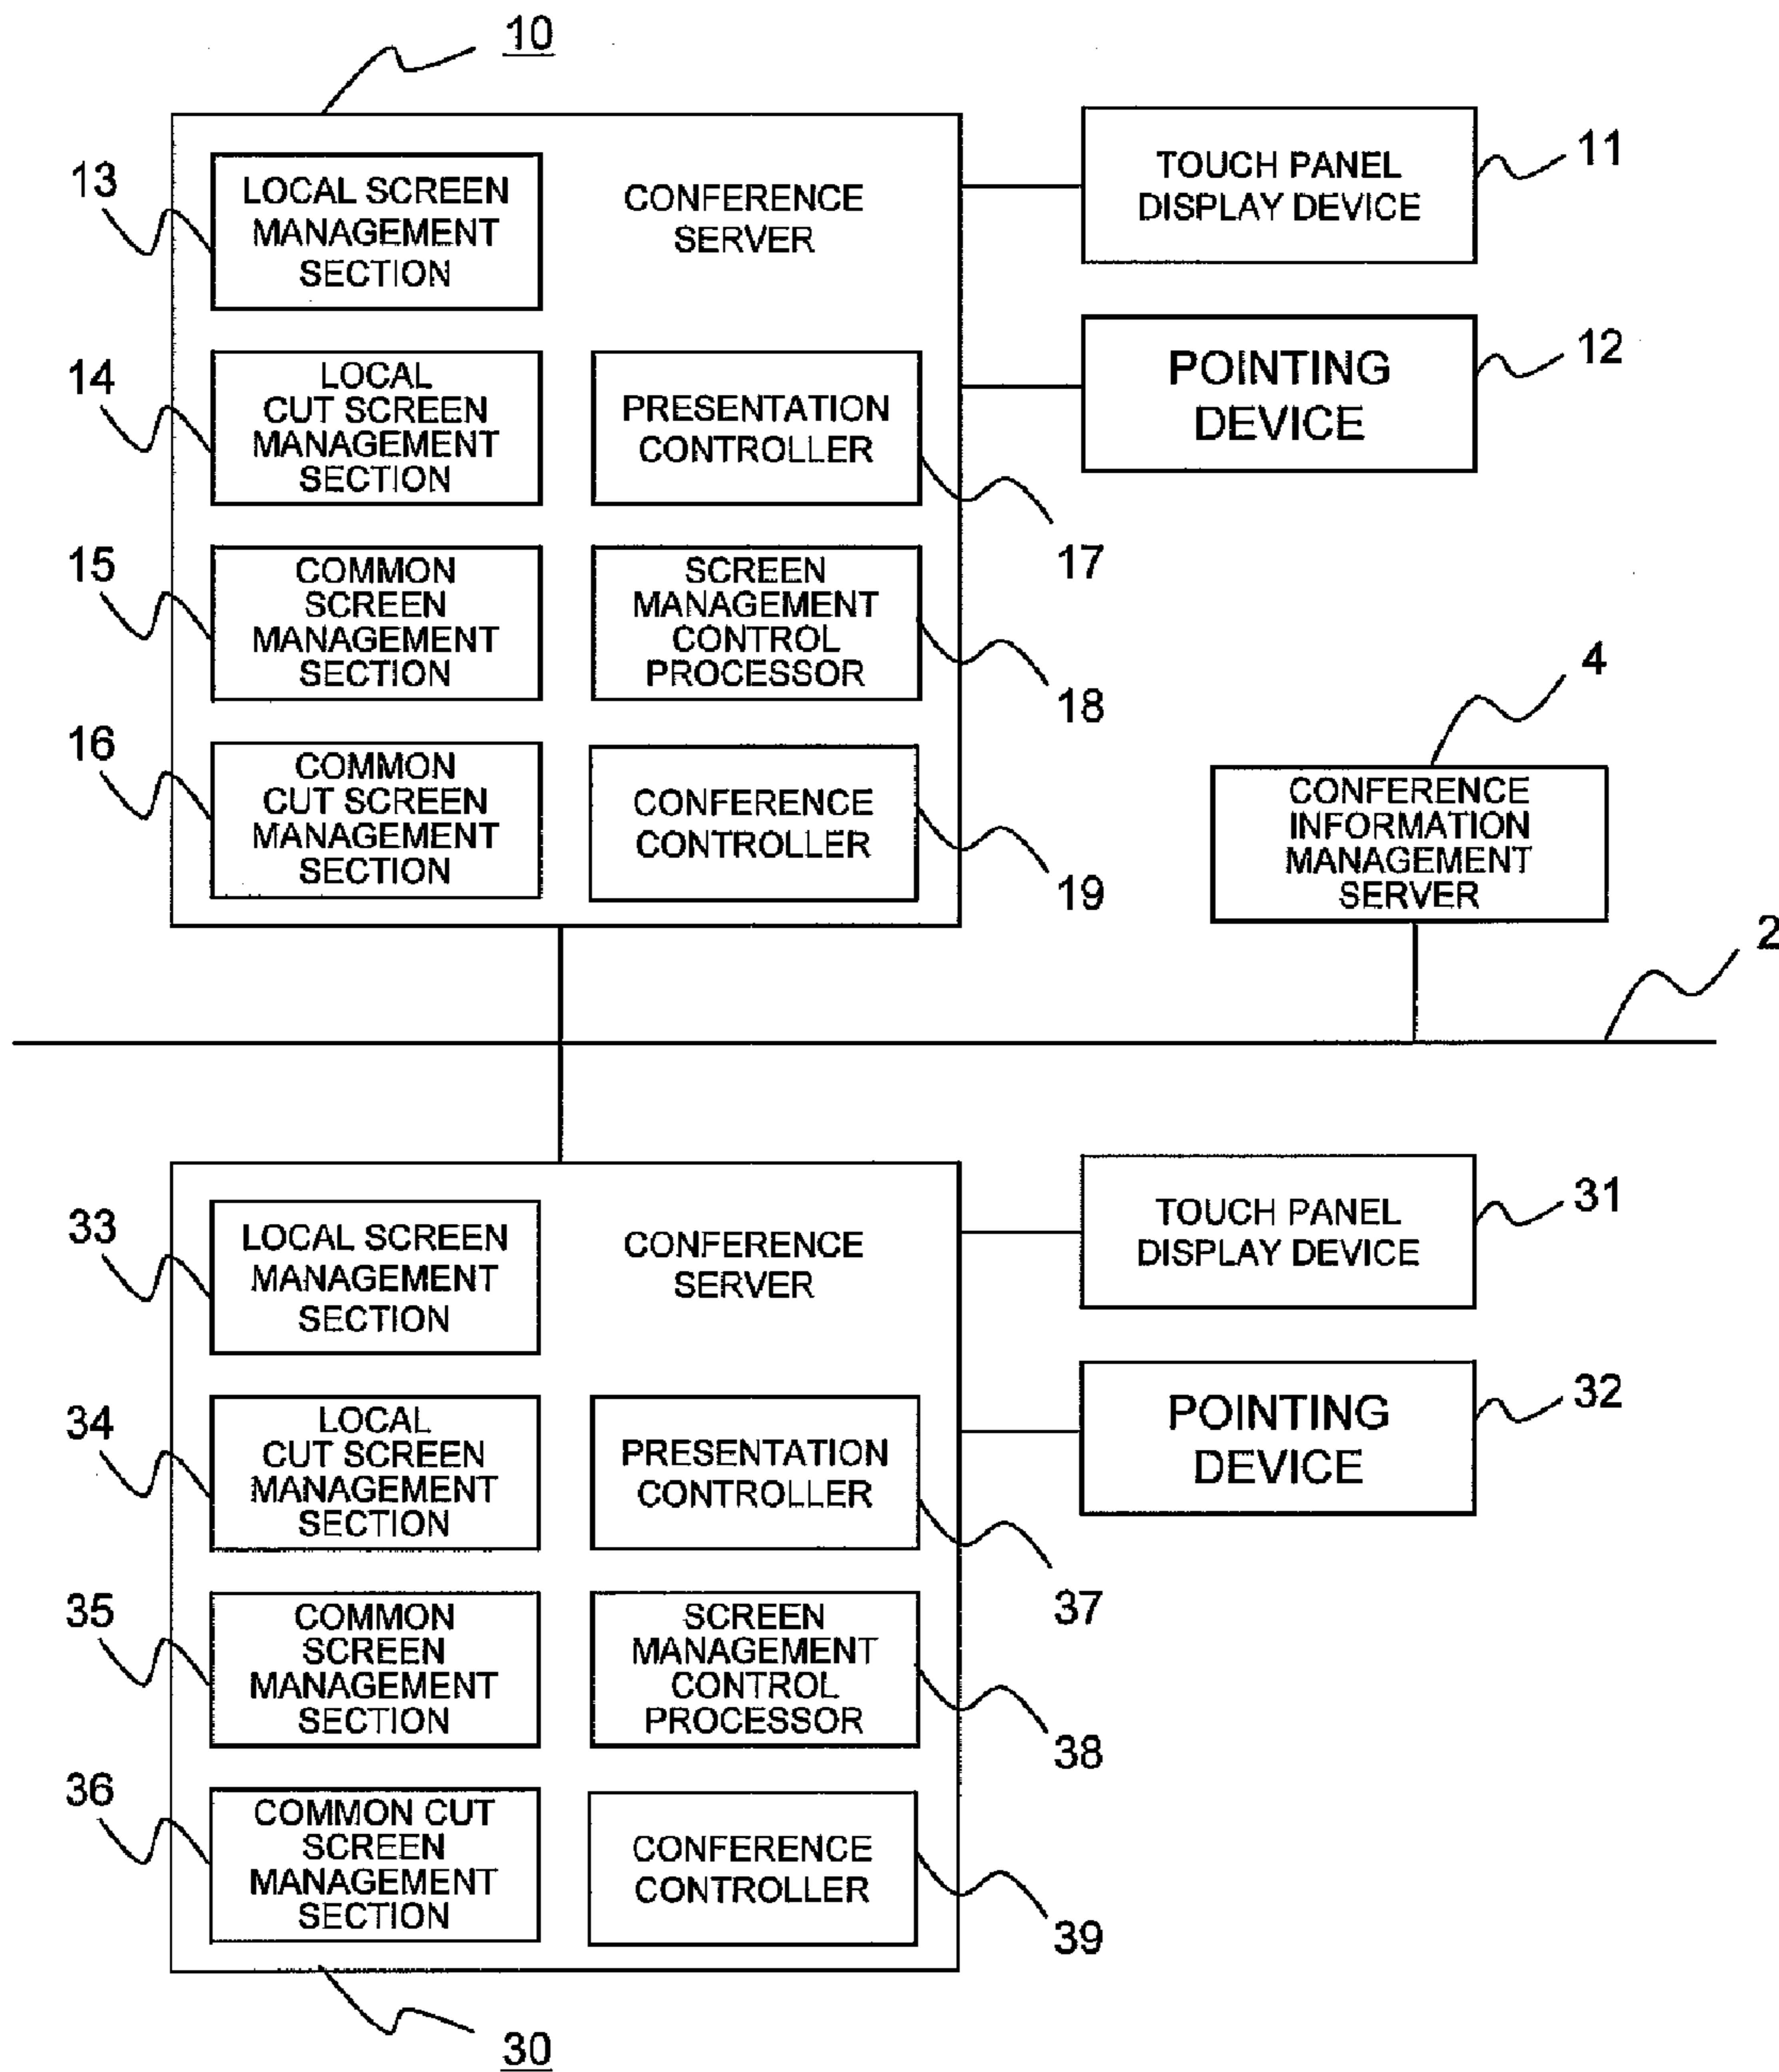 10
13
LOCAL SCREEN
MANAGEMENT
SECTION
CONFERENCE
SERVER
TOUCH PANEL
DISPLAY DEVICE
11
14
LOCAL
CUT SCREEN
MANAGEMENT
SECTION
PRESENTATION
CONTROLLER
17
POINTING
DEVICE
12
15
COMMON
SCREEN
MANAGEMENT
SECTION
SCREEN
MANAGEMENT
CONTROL
PROCESSOR
18
16
COMMON
CUT SCREEN
MANAGEMENT
SECTION
CONFERENCE
CONTROLLER
19
4
CONFERENCE
INFORMATION
MANAGEMENT
SERVER
2
33
LOCAL SCREEN
MANAGEMENT
SECTION
CONFERENCE
SERVER
TOUCH PANEL
DISPLAY DEVICE
31
34
LOCAL
CUT SCREEN
MANAGEMENT
SECTION
PRESENTATION
CONTROLLER
37
POINTING
DEVICE
32
35
COMMON
SCREEN
MANAGEMENT
SECTION
SCREEN
MANAGEMENT
CONTROL
PROCESSOR
38
36
COMMON CUT
SCREEN
MANAGEMENT
SECTION
CONFERENCE
CONTROLLER
39
30